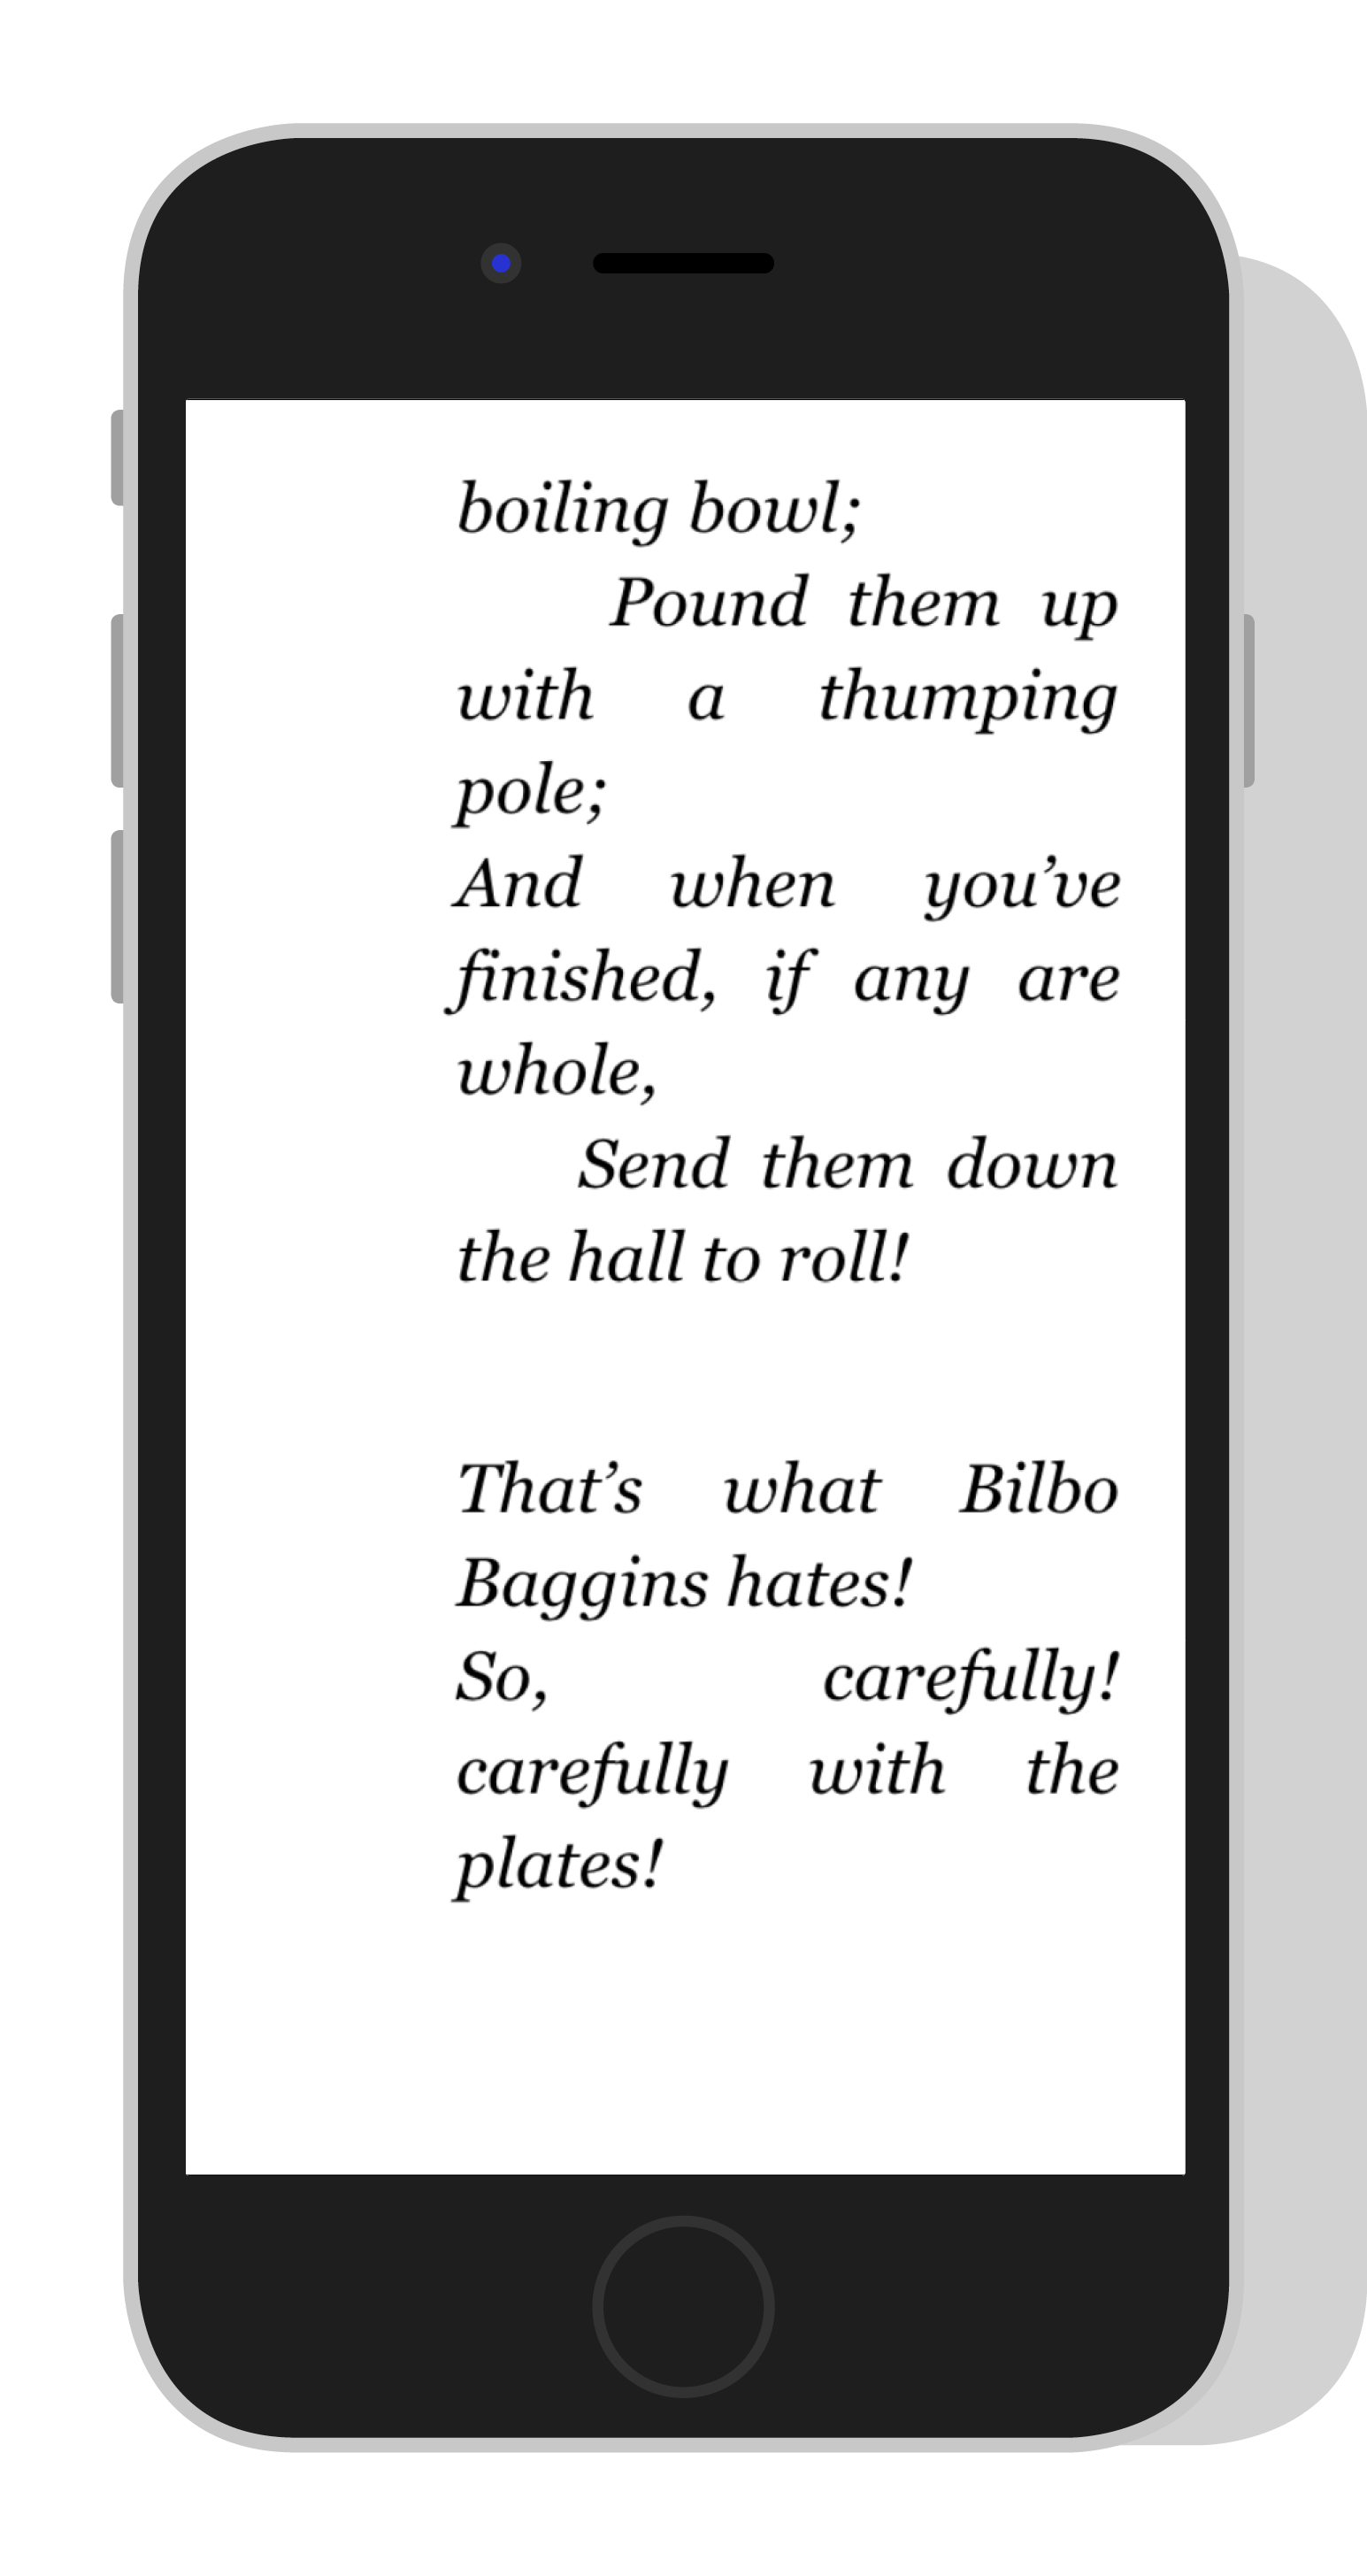 boiling bowl;
Pound them up
with a thumping
pole;
And when you’ve
finished, if any are
whole,
Send them down
the hall to roll!
That’s what Bilbo
Baggins hates!
So, carefully!
carefully with the
plates!